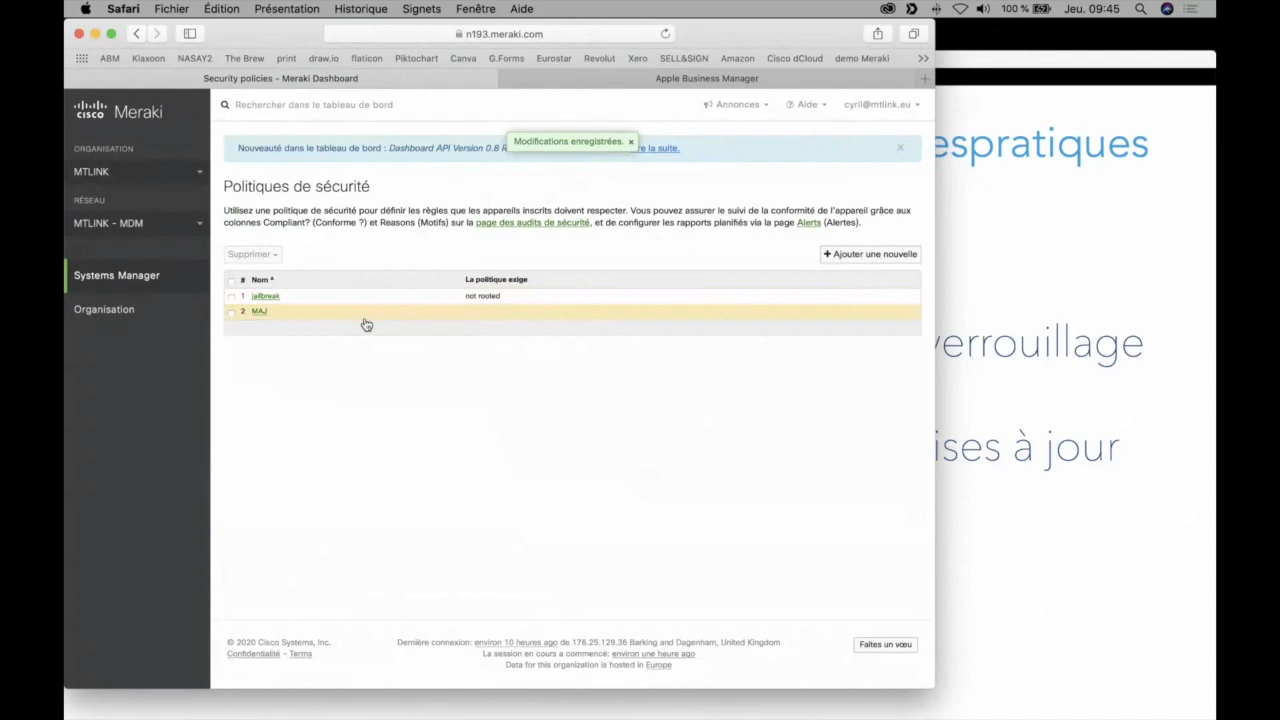 Safari Fichier Édition Présentation Historique Signets Fenêtre Aide 100 % Jeu. 09:45
n193.meraki.com
ABM Klaxoon NASAY2 The Brew print draw.io flaticon Piktochart Canva G.Forms Eurostar Revolut Xero SELL&SIGN Amazon Cisco dCloud demo Meraki >>
Security policies - Meraki Dashboard Apple Business Manager +
cisco Meraki
Rechercher dans le tableau de bord
Annonces Aide cyril@mtlink.eu
ORGANISATION
MTLINK
RÉSEAU
MTLINK - MDM
Systems Manager
Organisation
Modifications enregistrées. ×
Nouveauté dans le tableau de bord : Dashboard API Version 0.8 R re la suite. ×
Politiques de sécurité
Utilisez une politique de sécurité pour définir les règles que les appareils inscrits doivent respecter. Vous pouvez assurer le suivi de la conformité de l'appareil grâce aux
colonnes Compliant? (Conforme ?) et Reasons (Motifs) sur la page des audits de sécurité, et de configurer les rapports planifiés via la page Alerts (Alertes).
Supprimer + Ajouter une nouvelle
# Nom La politique exige
1 jailbreak not rooted
2 MAJ
© 2020 Cisco Systems, Inc.
Confidentialité - Terms
Dernière connexion: environ 10 heures ago de 176.25.129.36 Barking and Dagenham, United Kingdom
La session en cours a commencé: environ une heure ago
Data for this organization is hosted in Europe
Faites un vœu
espratiques
verrouillage
ises à jour